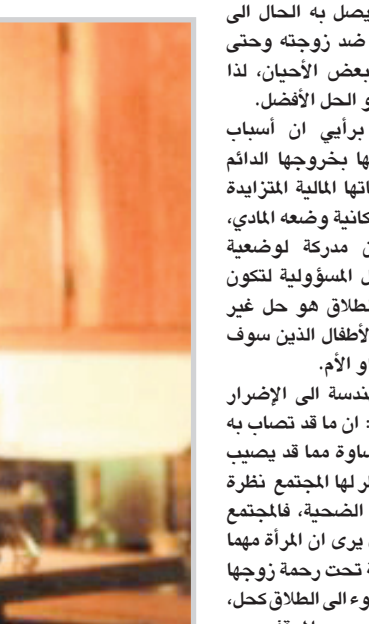 يصل به الحال الى
ضد زوجته وحتى
بعض الأحيان، لذا
و الحل الأفضل.
برأيي ان أسباب
ها بخروجها الدائم
اتها المالية المتزايدة
كانية وضعه المادي،
ن مدركة لوضعية
ل المسؤولية لتكون
لطلاق هو حل غير
لأطفال الذين سوف
او الأم.
ندسة الى الإضرار
: ان ما قد تصاب به
ساوة مما قد يصيب
ظر لها المجتمع نظرة
الضحية، فالمجتمع
يرى ان المرأة مهما
ة تحت رحمة زوجها
وء الى الطلاق كحل،